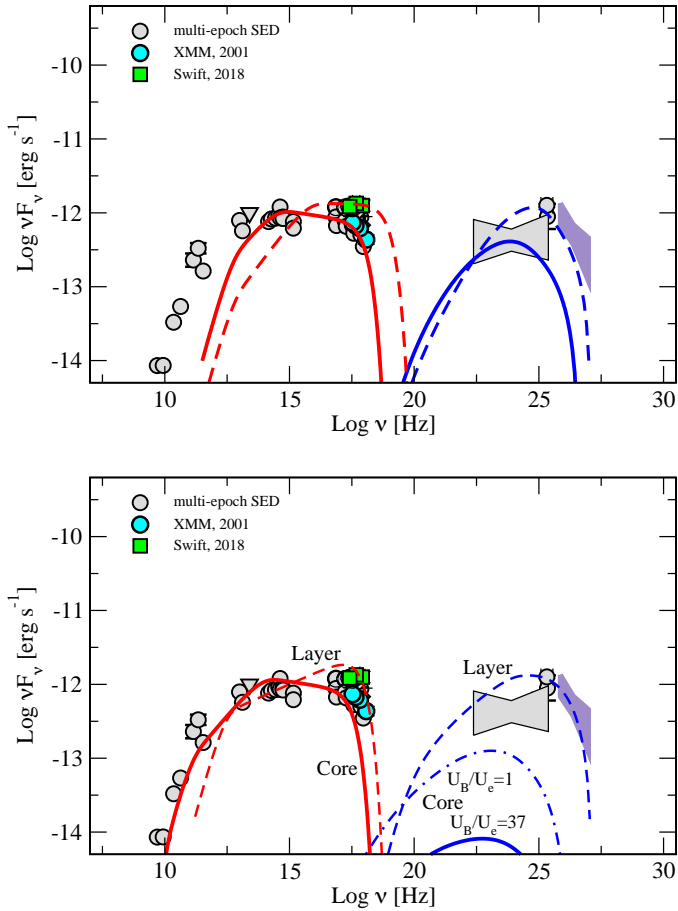 multi-epoch SED
XMM, 2001
Swift, 2018
-10
-11
-12
-13
-14
Log νFν [erg s⁻¹]
10 15 20 25 30
Log ν [Hz]
multi-epoch SED
XMM, 2001
Swift, 2018
-10
-11
-12
-13
-14
Log νFν [erg s⁻¹]
Layer
Layer
Core
U_B/U_e=1
Core
U_B/U_e=37
10 15 20 25 30
Log ν [Hz]